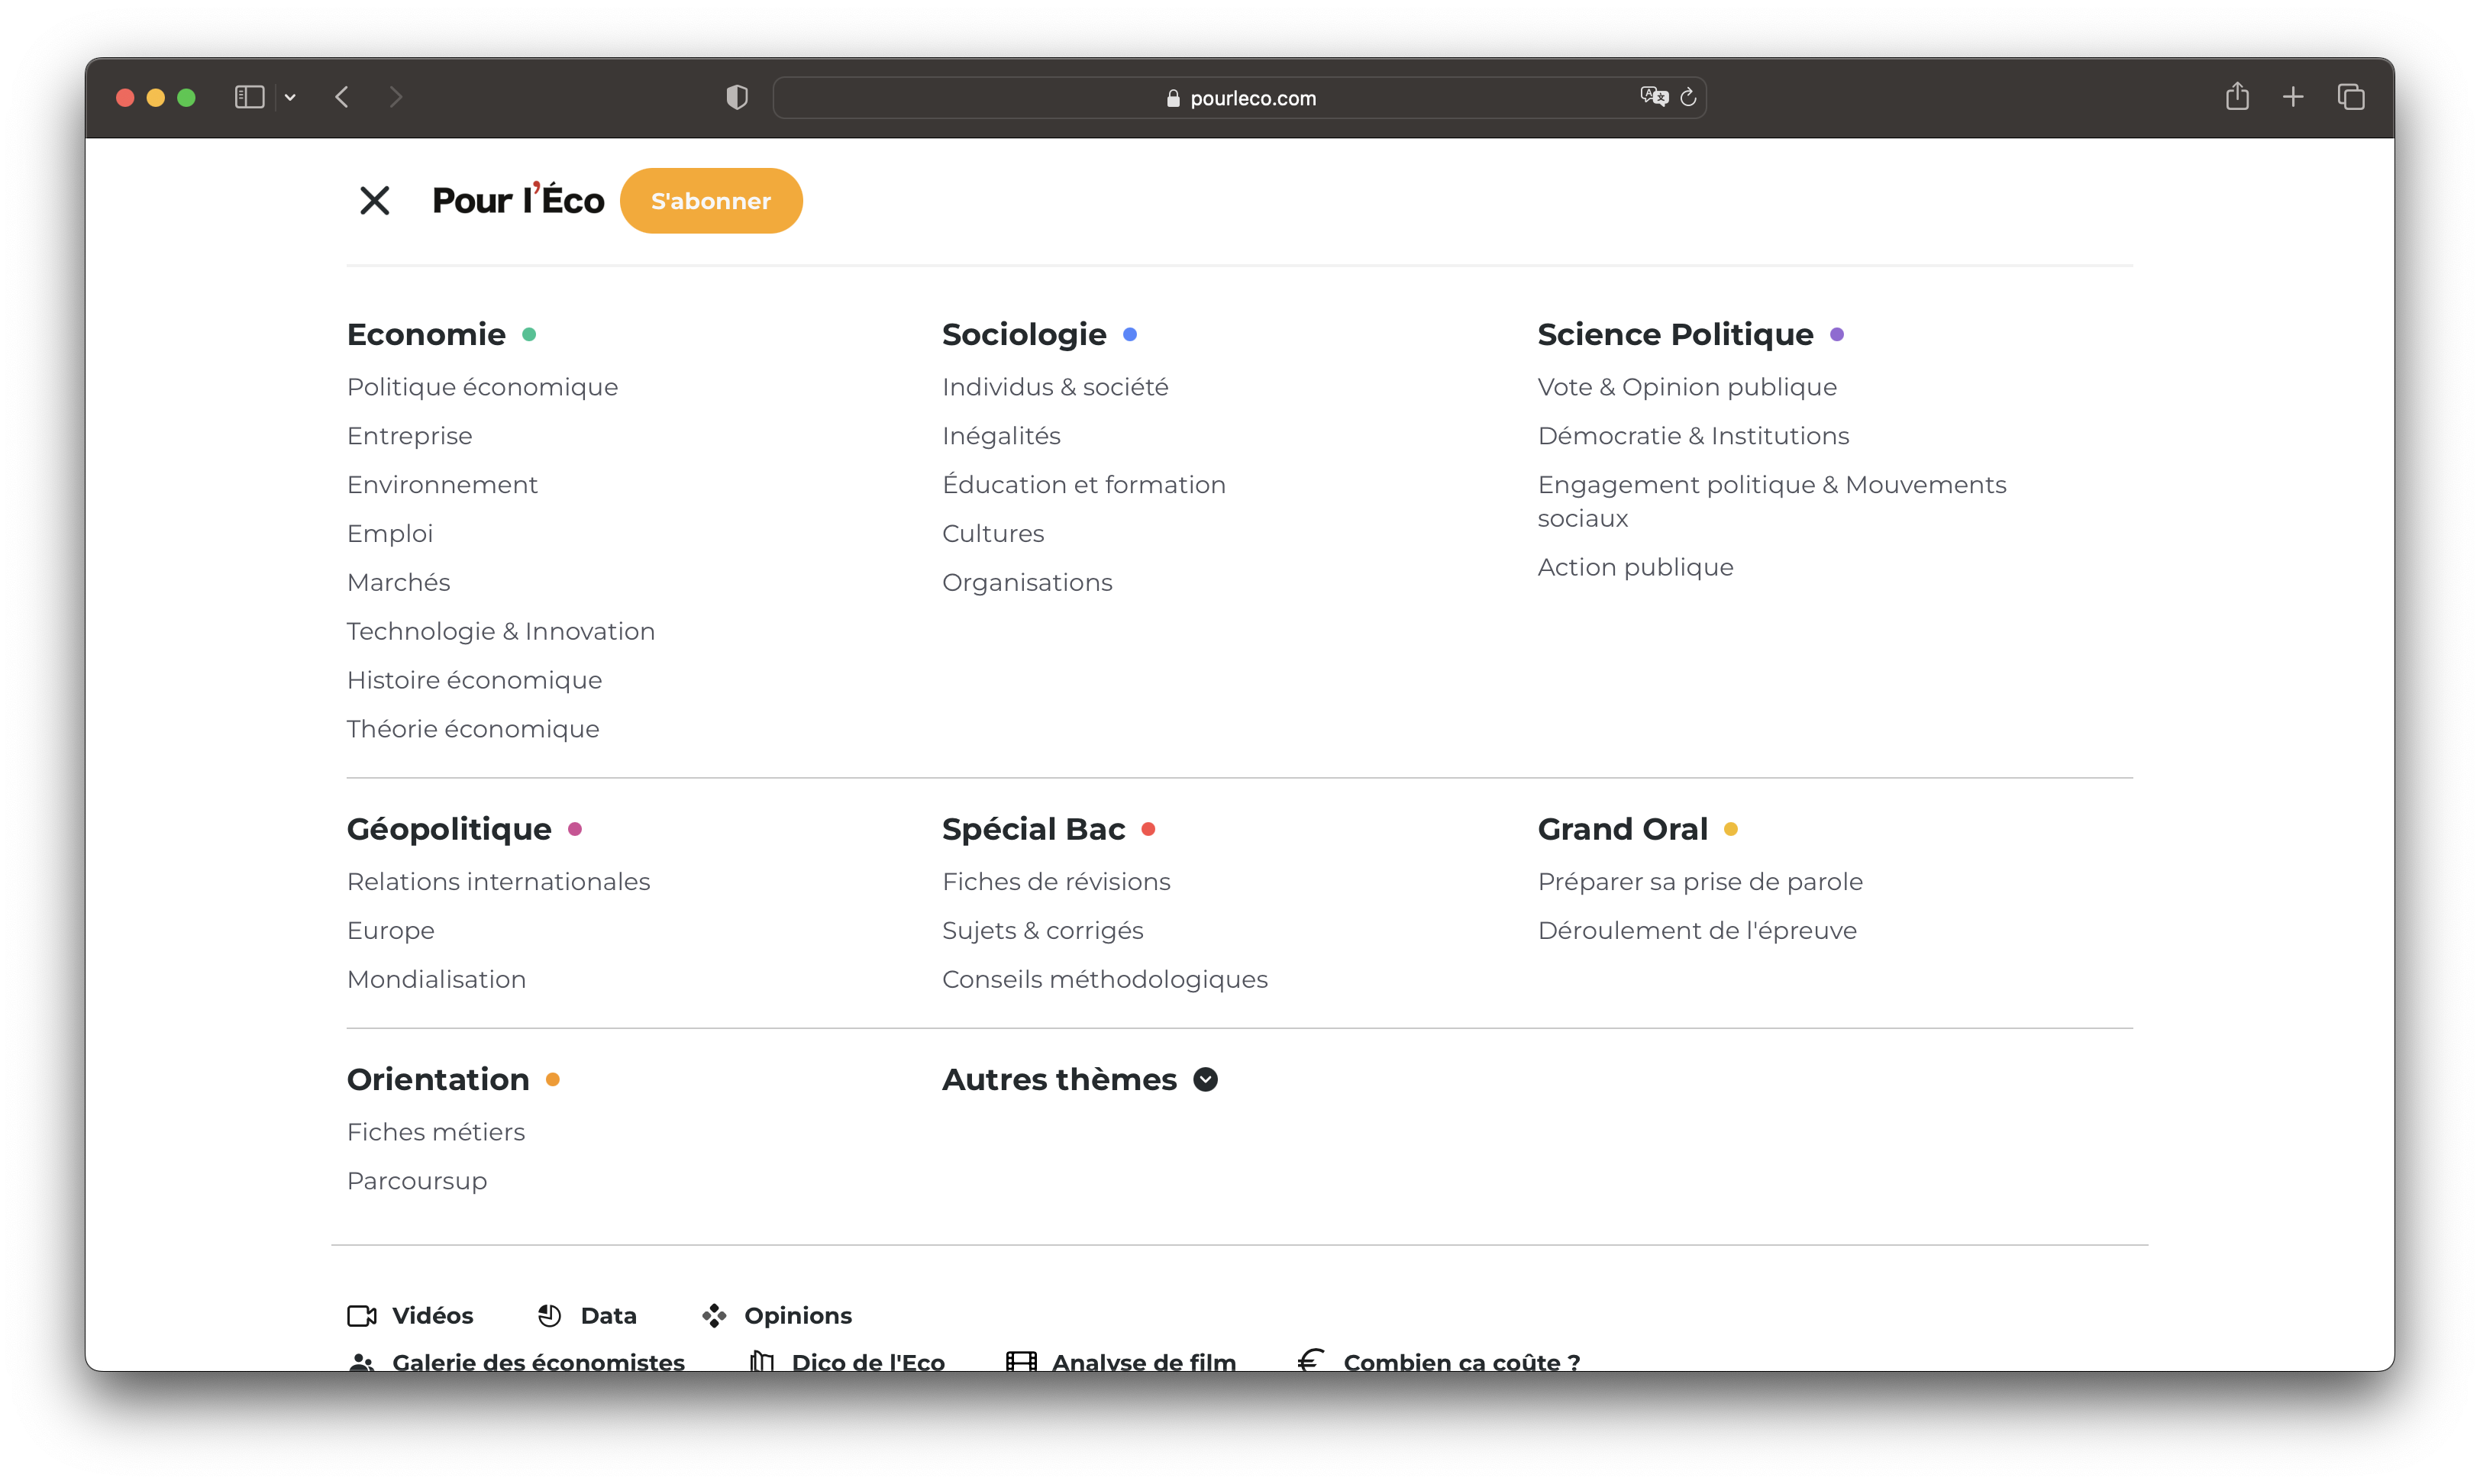 pourleco.com
Pour l'Éco
S'abonner
Economie
Politique économique
Entreprise
Environnement
Emploi
Marchés
Technologie & Innovation
Histoire économique
Théorie économique
Sociologie
Individus & société
Inégalités
Éducation et formation
Cultures
Organisations
Science Politique
Vote & Opinion publique
Démocratie & Institutions
Engagement politique & Mouvements
sociaux
Action publique
Géopolitique
Relations internationales
Europe
Mondialisation
Spécial Bac
Fiches de révisions
Sujets & corrigés
Conseils méthodologiques
Grand Oral
Préparer sa prise de parole
Déroulement de l'épreuve
Orientation
Fiches métiers
Parcoursup
Autres thèmes
Vidéos
Data
Opinions
Galerie des économistes
Dico de l'Eco
Analyse de film
Combien ça coûte ?